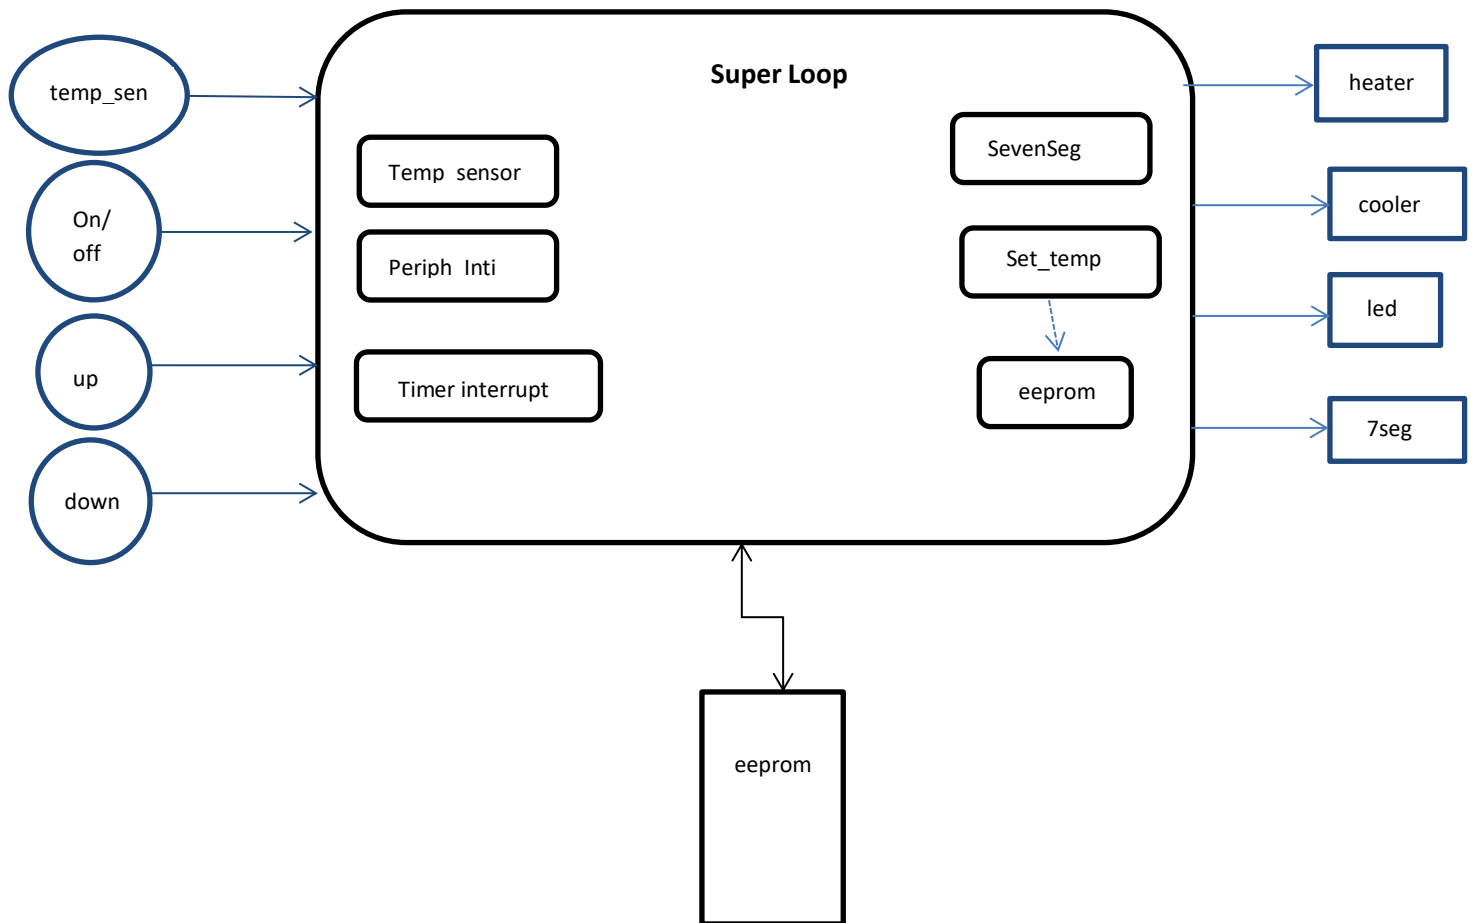 Super Loop
temp_sen
On/
off
up
down
Temp sensor
Periph Inti
Timer interrupt
SevenSeg
Set_temp
eeprom
heater
cooler
led
7seg
eeprom